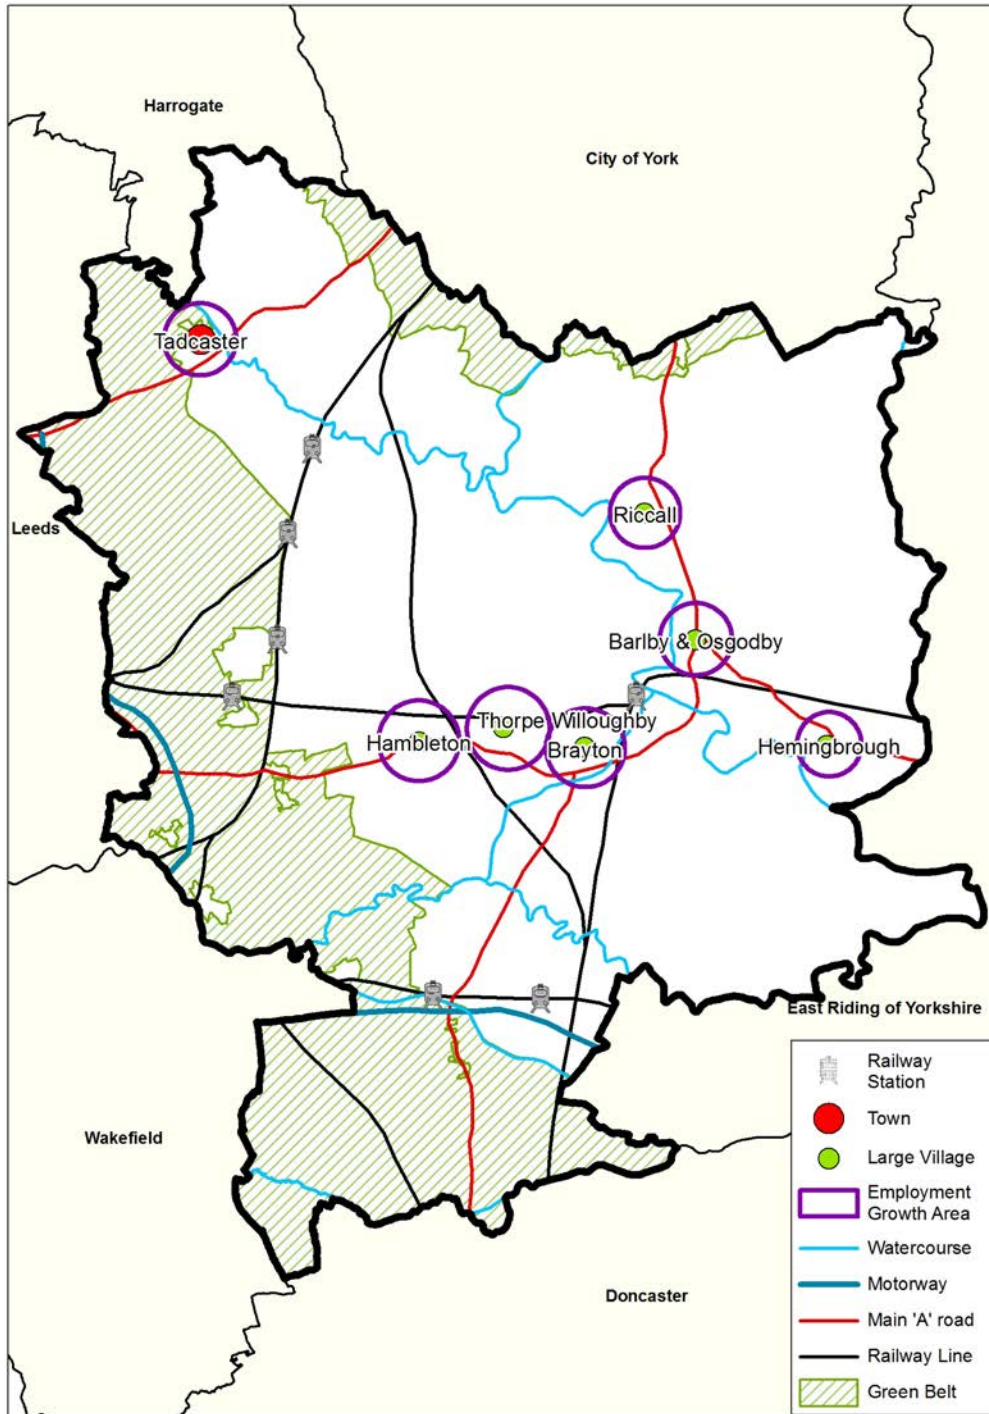 Harrogate
City of York
Tadcaster
Leeds
Riccall
Barlby & Osgodby
Thorpe Willoughby
Hambleton
Brayton
Hemingbrough
East Riding of Yorkshire
Wakefield
Doncaster
Railway
Station
Town
Large Village
Employment
Growth Area
Watercourse
Motorway
Main 'A' road
Railway Line
Green Belt